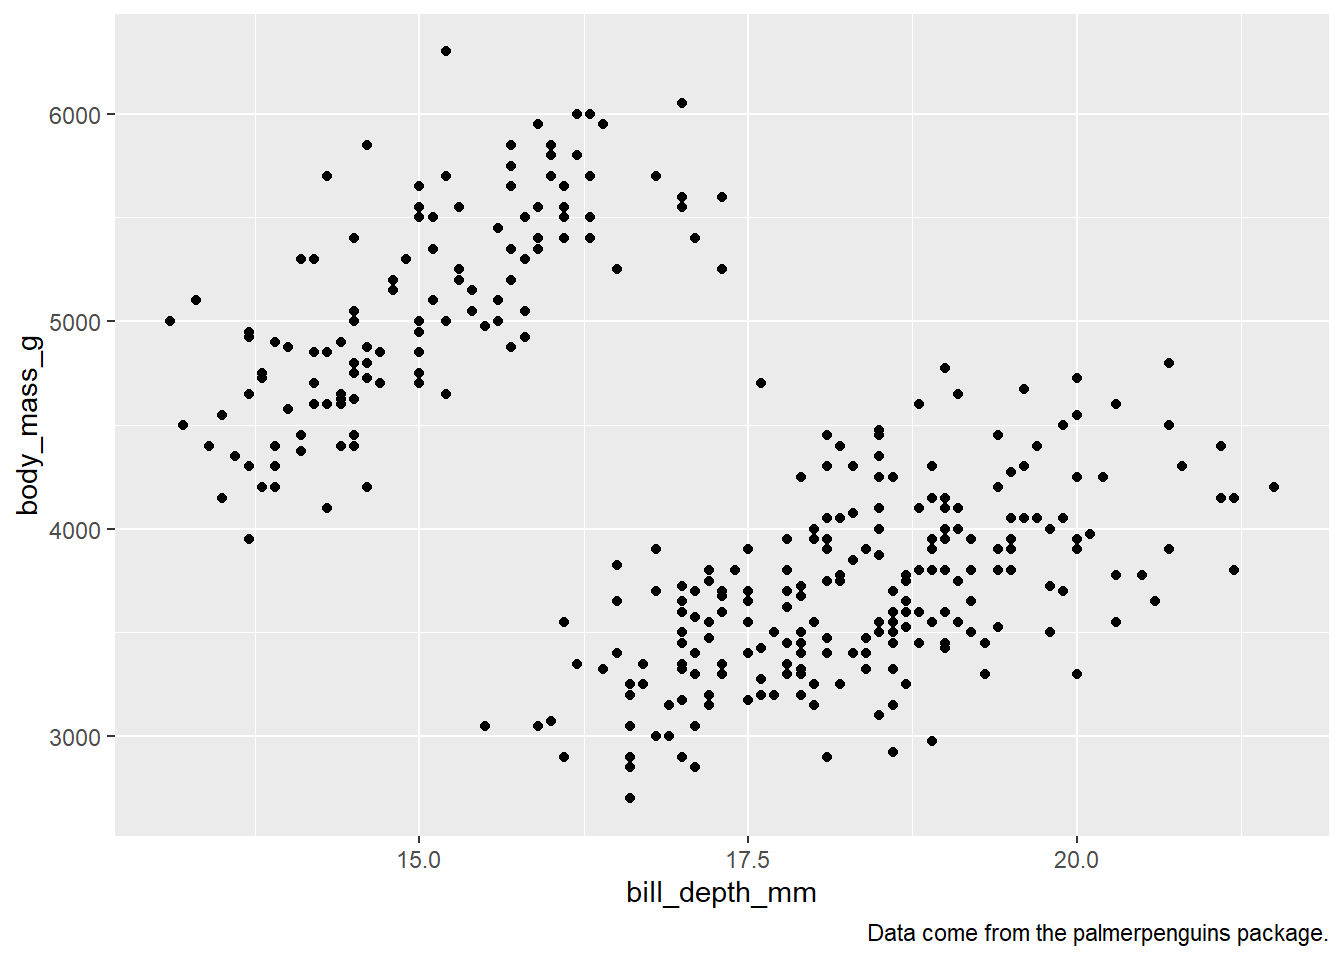 6000
5000
4000
3000
body_mass_g
15.0 17.5 20.0
bill_depth_mm
Data come from the palmerpenguins package.